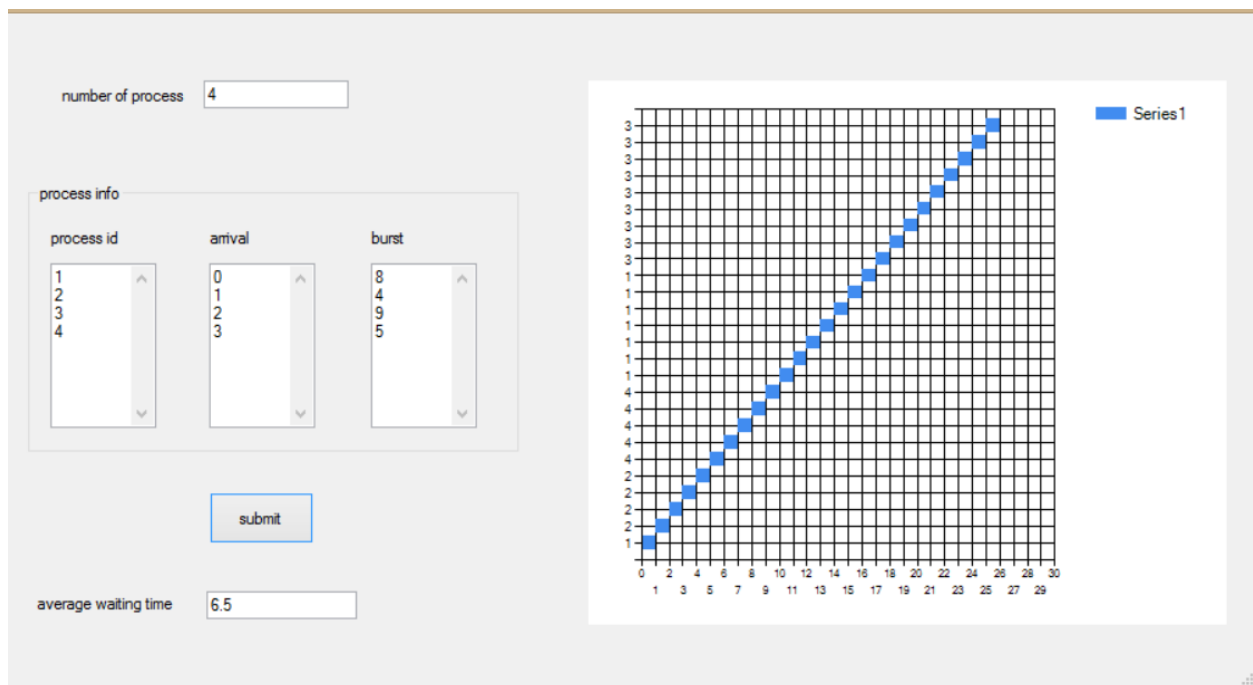 number of process 4
process info
process id arrival burst
1 0 8
2 1 4
3 2 9
4 3 5
submit
average waiting time 6.5
Series1
3
3
3
3
3
3
3
3
3
1
1
1
1
1
1
1
4
4
4
4
4
2
2
2
2
1
0 2 4 6 8 10 12 14 16 18 20 22 24 26 28 30
1 3 5 7 9 11 13 15 17 19 21 23 25 27 29